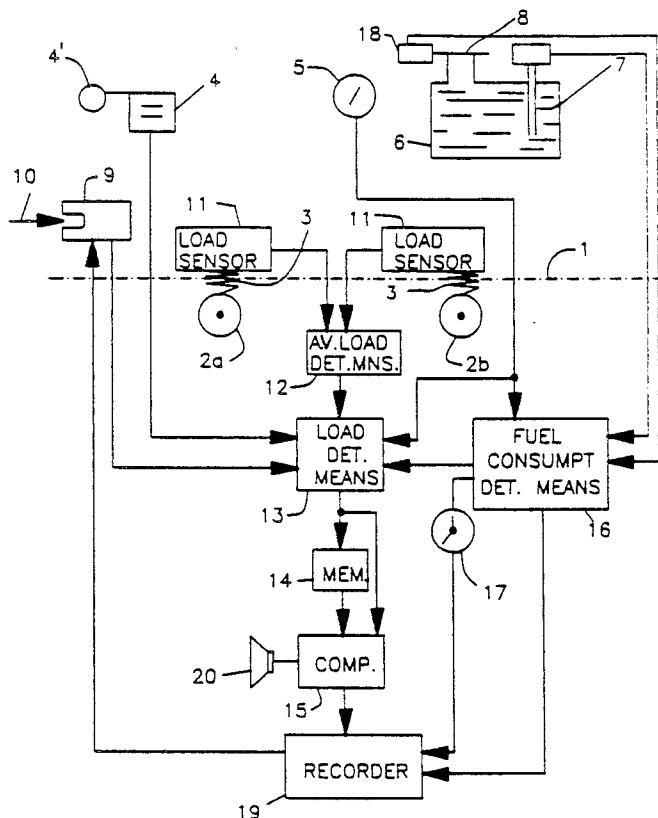 18
8
4'
4
5
7
6
9
10
11
3
11
1
LOAD
SENSOR
LOAD
SENSOR
3
2a
2b
AV.LOAD
DET.MNS.
12
LOAD
DET.
MEANS
13
FUEL
CONSUMPT
DET. MEANS
16
17
14
MEM.
20
COMP.
15
RECORDER
19